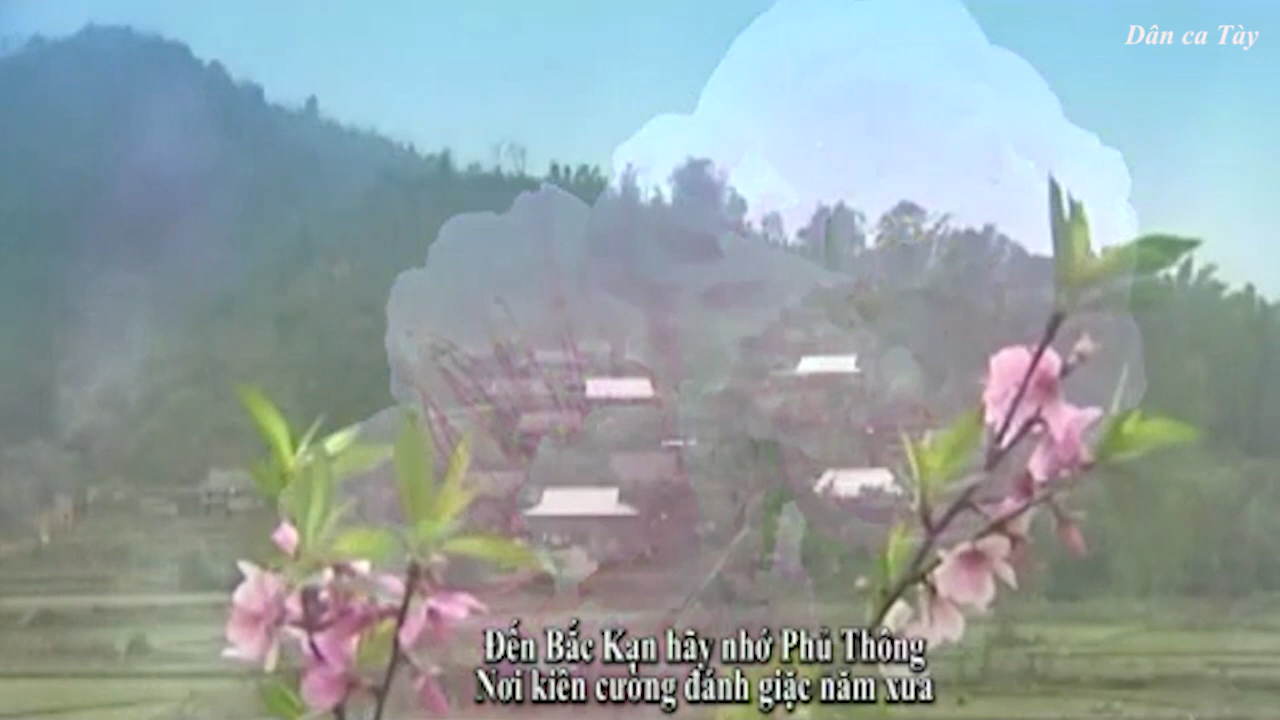 Dân ca Tày
Đến Bắc Kạn hãy nhớ Phủ Thông
Nơi kiên cường đánh giặc năm xưa